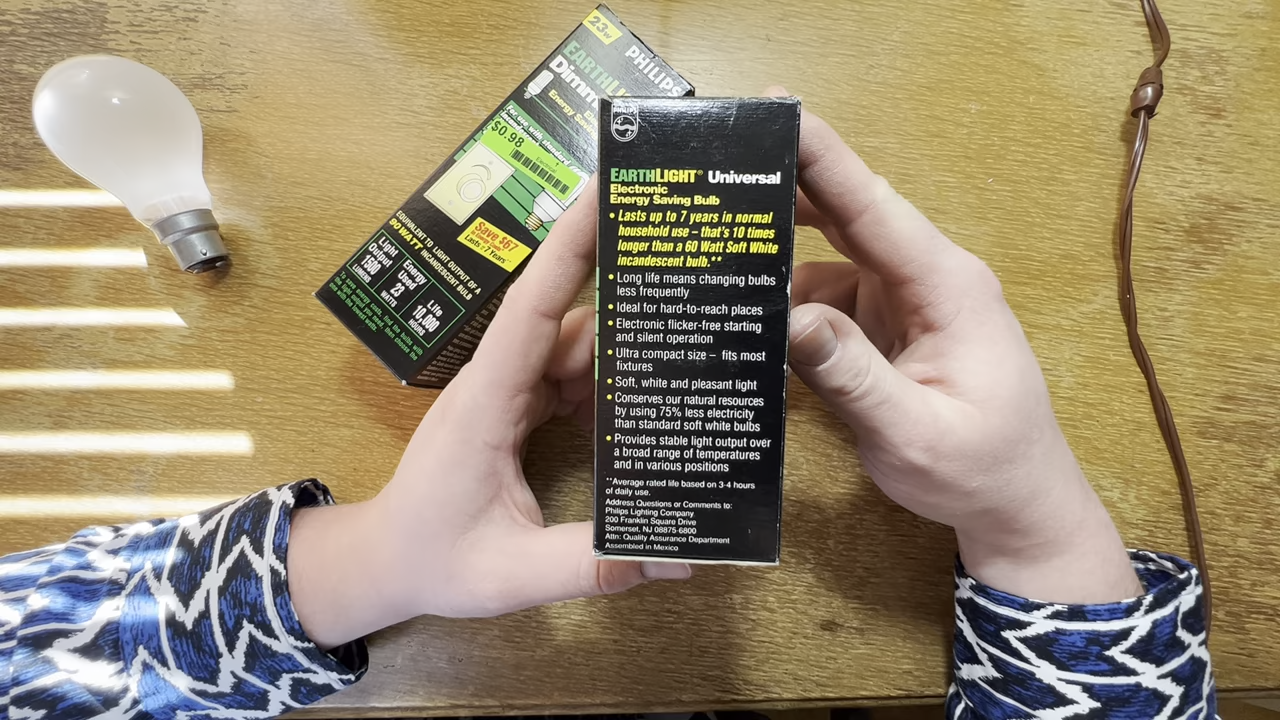 23w
PHILIPS
EARTHLI
Dimm
Energy Savi
For use with standard
$0.98
Save $67
Lasts 7 Years**
EQUIVALENT TO LIGHT OUTPUT OF A
90 WATT INCANDESCENT BULB
Light
Output
1500
LUMENS
Energy
Used
23
WATTS
Life
10,000
HOURS
PHILIPS
EARTHLIGHT® Universal
Electronic
Energy Saving Bulb
• Lasts up to 7 years in normal
household use – that's 10 times
longer than a 60 Watt Soft White
incandescent bulb.**
• Long life means changing bulbs
less frequently
• Ideal for hard-to-reach places
• Electronic flicker-free starting
and silent operation
• Ultra compact size – fits most
fixtures
• Soft, white and pleasant light
• Conserves our natural resources
by using 75% less electricity
than standard soft white bulbs
• Provides stable light output over
a broad range of temperatures
and in various positions
**Average rated life based on 3-4 hours
of daily use.
Address Questions or Comments to:
Philips Lighting Company
200 Franklin Square Drive
Somerset, NJ 08875-6800
Attn: Quality Assurance Department
Assembled in Mexico